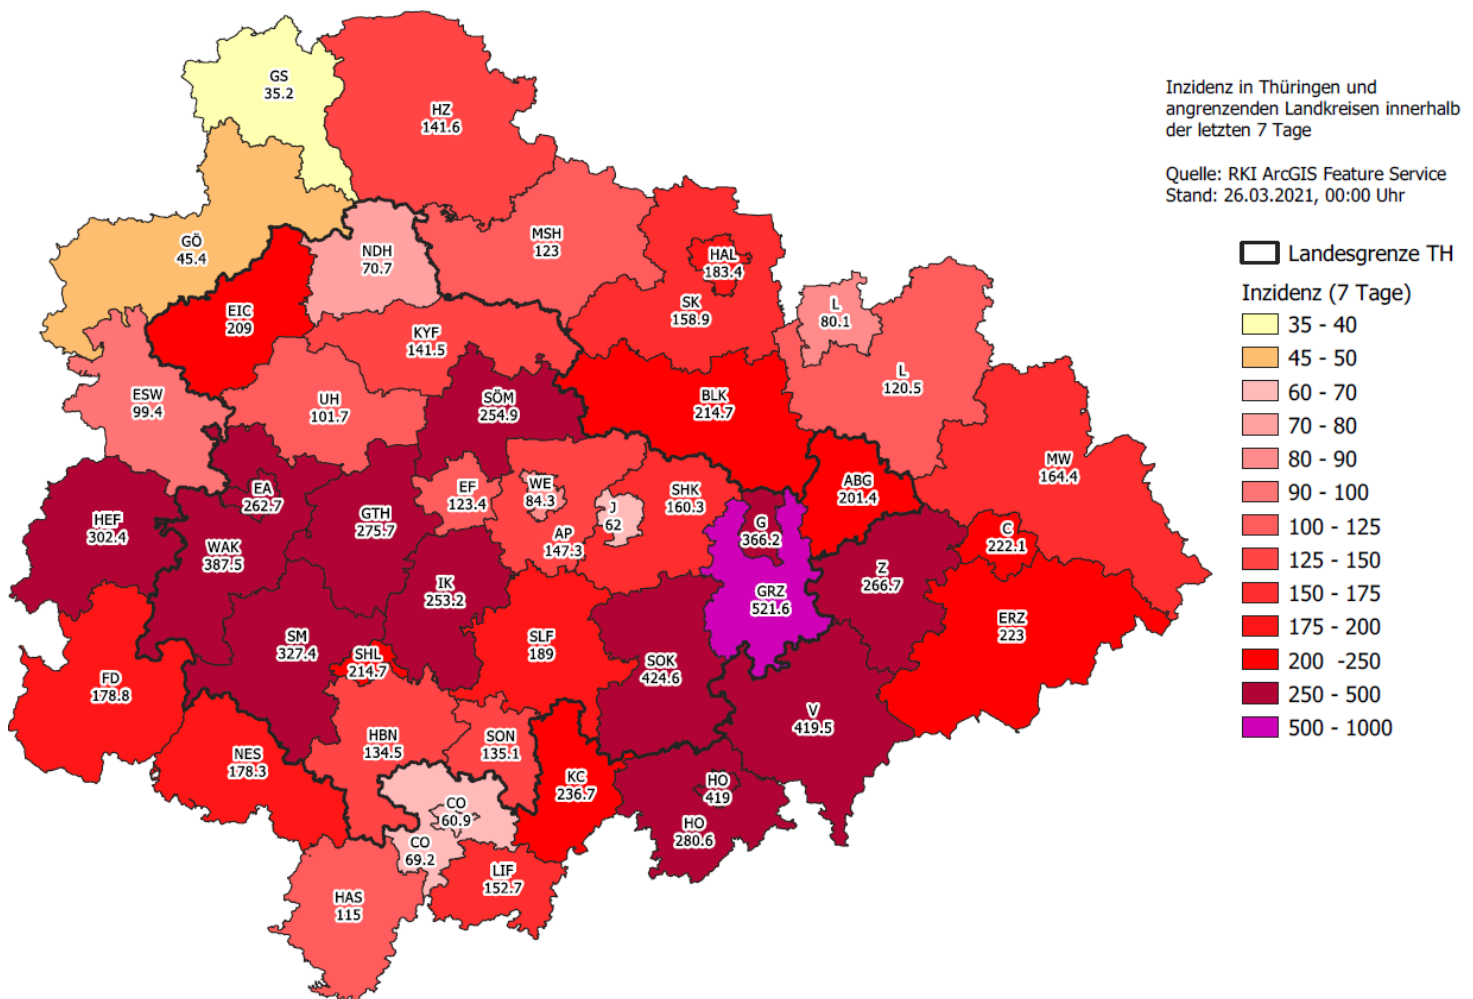 GS
35.2
HZ
141.6
GÖ
45.4
NDH
70.7
MSH
123
HAL
183.4
SK
158.9
L
80.1
EIC
209
KYF
141.5
L
120.5
ESW
99.4
UH
101.7
SÖM
254.9
BLK
214.7
MW
164.4
HEF
302.4
EA
262.7
WAK
387.5
GTH
275.7
EF
123.4
WE
84.3
AP
147.3
J
62
SHK
160.3
G
366.2
ABG
201.4
C
222.1
IK
253.2
GRZ
521.6
Z
266.7
ERZ
223
SM
327.4
SHL
214.7
SLF
189
SOK
424.6
FD
178.8
V
419.5
NES
178.3
HBN
134.5
SON
135.1
KC
236.7
HO
419
HO
280.6
CO
60.9
CO
69.2
LIF
152.7
HAS
115
Inzidenz in Thüringen und
angrenzenden Landkreisen innerhalb
der letzten 7 Tage
Quelle: RKI ArcGIS Feature Service
Stand: 26.03.2021, 00:00 Uhr
Landesgrenze TH
Inzidenz (7 Tage)
35 - 40
45 - 50
60 - 70
70 - 80
80 - 90
90 - 100
100 - 125
125 - 150
150 - 175
175 - 200
200 -250
250 - 500
500 - 1000